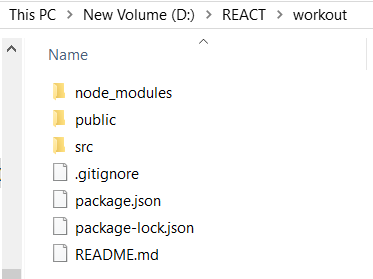 This PC > New Volume (D:) > REACT > workout
Name
node_modules
public
src
.gitignore
package.json
package-lock.json
README.md